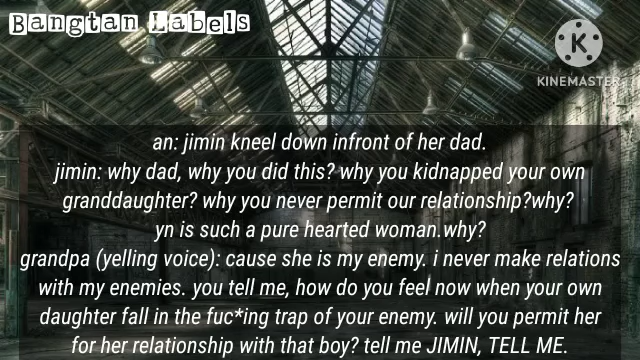 Bangtan Labels
K
KINEMASTER
an: jimin kneel down infront of her dad.
jimin: why dad, why you did this? why you kidnapped your own
granddaughter? why you never permit our relationship?why?
yn is such a pure hearted woman.why?
grandpa (yelling voice): cause she is my enemy. i never make relations
with my enemies. you tell me, how do you feel now when your own
daughter fall in the fuc*ing trap of your enemy. will you permit her
for her relationship with that boy? tell me JIMIN, TELL ME.